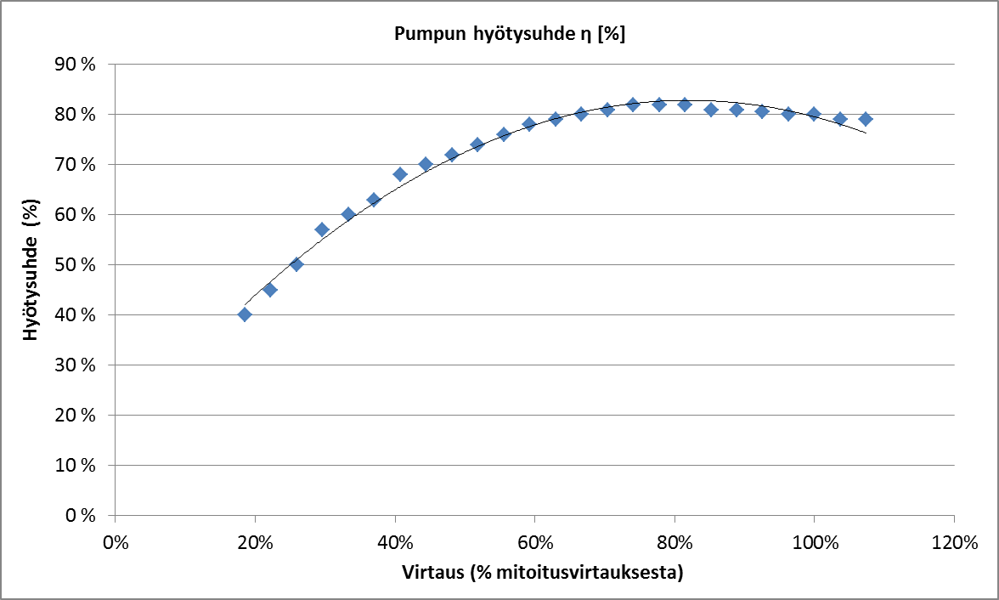 Pumpun hyötysuhde η [%]
90 %
80 %
70 %
60 %
50 %
40 %
30 %
20 %
10 %
0 %
Hyötysuhde (%)
0% 20% 40% 60% 80% 100% 120%
Virtaus (% mitoitusvirtauksesta)